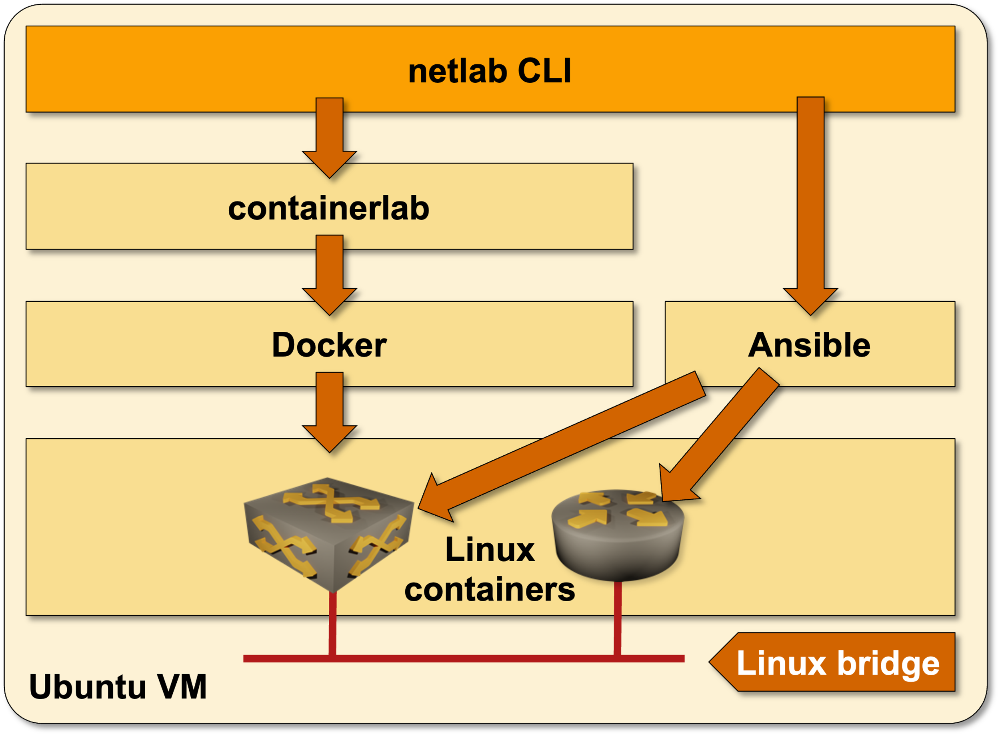 netlab CLI
containerlab
Docker
Ansible
Linux
containers
Linux bridge
Ubuntu VM